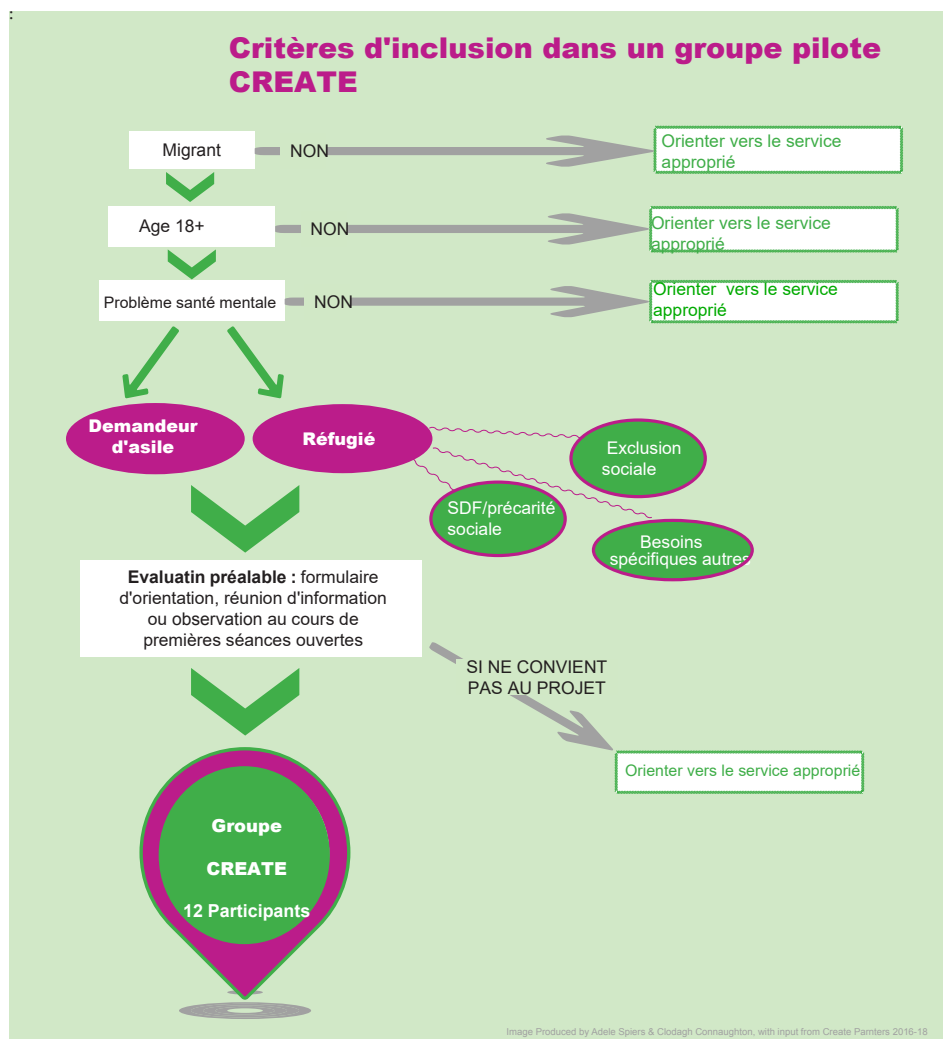 :
Critères d'inclusion dans un groupe pilote
CREATE
Migrant
NON
Orienter vers le service
approprié
Age 18+
NON
Orienter vers le service
approprié
Problème santé mentale
NON
Orienter vers le service
approprié
Demandeur
d'asile
Réfugié
Exclusion
sociale
SDF/précarité
sociale
Besoins
spécifiques autres
Evaluatin préalable : formulaire
d'orientation, réunion d'information
ou observation au cours de
premières séances ouvertes
SI NE CONVIENT
PAS AU PROJET
Orienter vers le service approprié
Groupe
CREATE
12 Participants
Image Produced by Adele Spiers & Clodagh Connaughton, with input from Create Parnters 2016-18